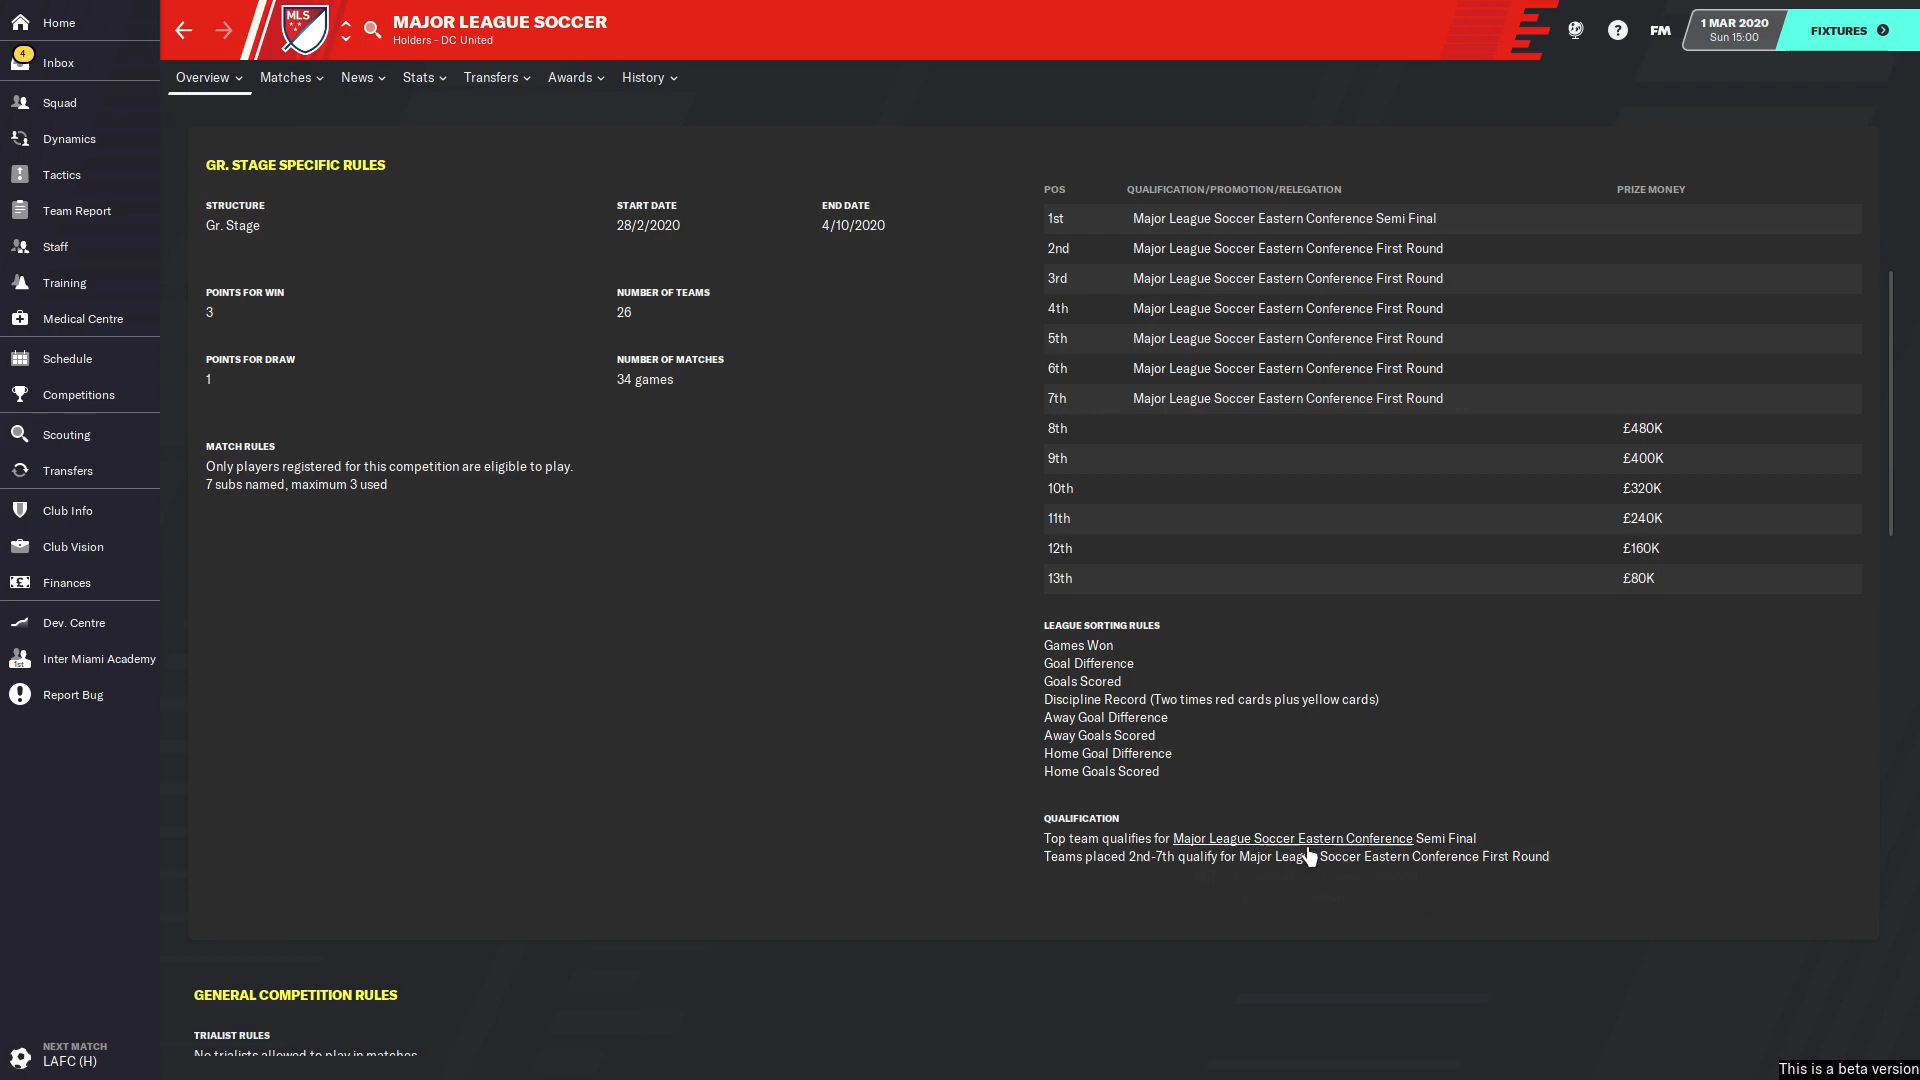 Home
4
Inbox
Squad
Dynamics
Tactics
Team Report
Staff
Training
Medical Centre
Schedule
Competitions
Scouting
Transfers
Club Info
Club Vision
Finances
Dev. Centre
1st
Inter Miami Academy
Report Bug
NEXT MATCH
LAFC (H)
MLS
MAJOR LEAGUE SOCCER
Holders - DC United
?
FM
1 MAR 2020
Sun 15:00
FIXTURES
Overview Matches News Stats Transfers Awards History
GR. STAGE SPECIFIC RULES
STRUCTURE START DATE END DATE
Gr. Stage 28/2/2020 4/10/2020
POINTS FOR WIN NUMBER OF TEAMS
3 26
POINTS FOR DRAW NUMBER OF MATCHES
1 34 games
MATCH RULES
Only players registered for this competition are eligible to play.
7 subs named, maximum 3 used
POS QUALIFICATION/PROMOTION/RELEGATION PRIZE MONEY
1st Major League Soccer Eastern Conference Semi Final
2nd Major League Soccer Eastern Conference First Round
3rd Major League Soccer Eastern Conference First Round
4th Major League Soccer Eastern Conference First Round
5th Major League Soccer Eastern Conference First Round
6th Major League Soccer Eastern Conference First Round
7th Major League Soccer Eastern Conference First Round
8th £480K
9th £400K
10th £320K
11th £240K
12th £160K
13th £80K
LEAGUE SORTING RULES
Games Won
Goal Difference
Goals Scored
Discipline Record (Two times red cards plus yellow cards)
Away Goal Difference
Away Goals Scored
Home Goal Difference
Home Goals Scored
QUALIFICATION
Top team qualifies for Major League Soccer Eastern Conference Semi Final
Teams placed 2nd-7th qualify for Major League Soccer Eastern Conference First Round
GENERAL COMPETITION RULES
TRIALIST RULES
No trialists allowed to play in matches
This is a beta version